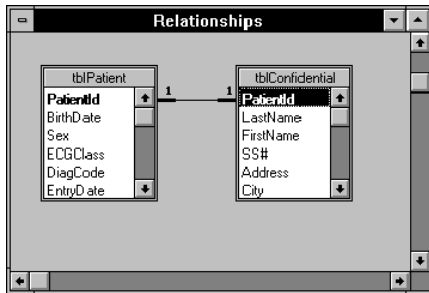 Relationships
tblPatient
PatientId
BirthDate
Sex
ECGClass
DiagCode
EntryDate
1
1
tblConfidential
PatientId
LastName
FirstName
SS#
Address
City